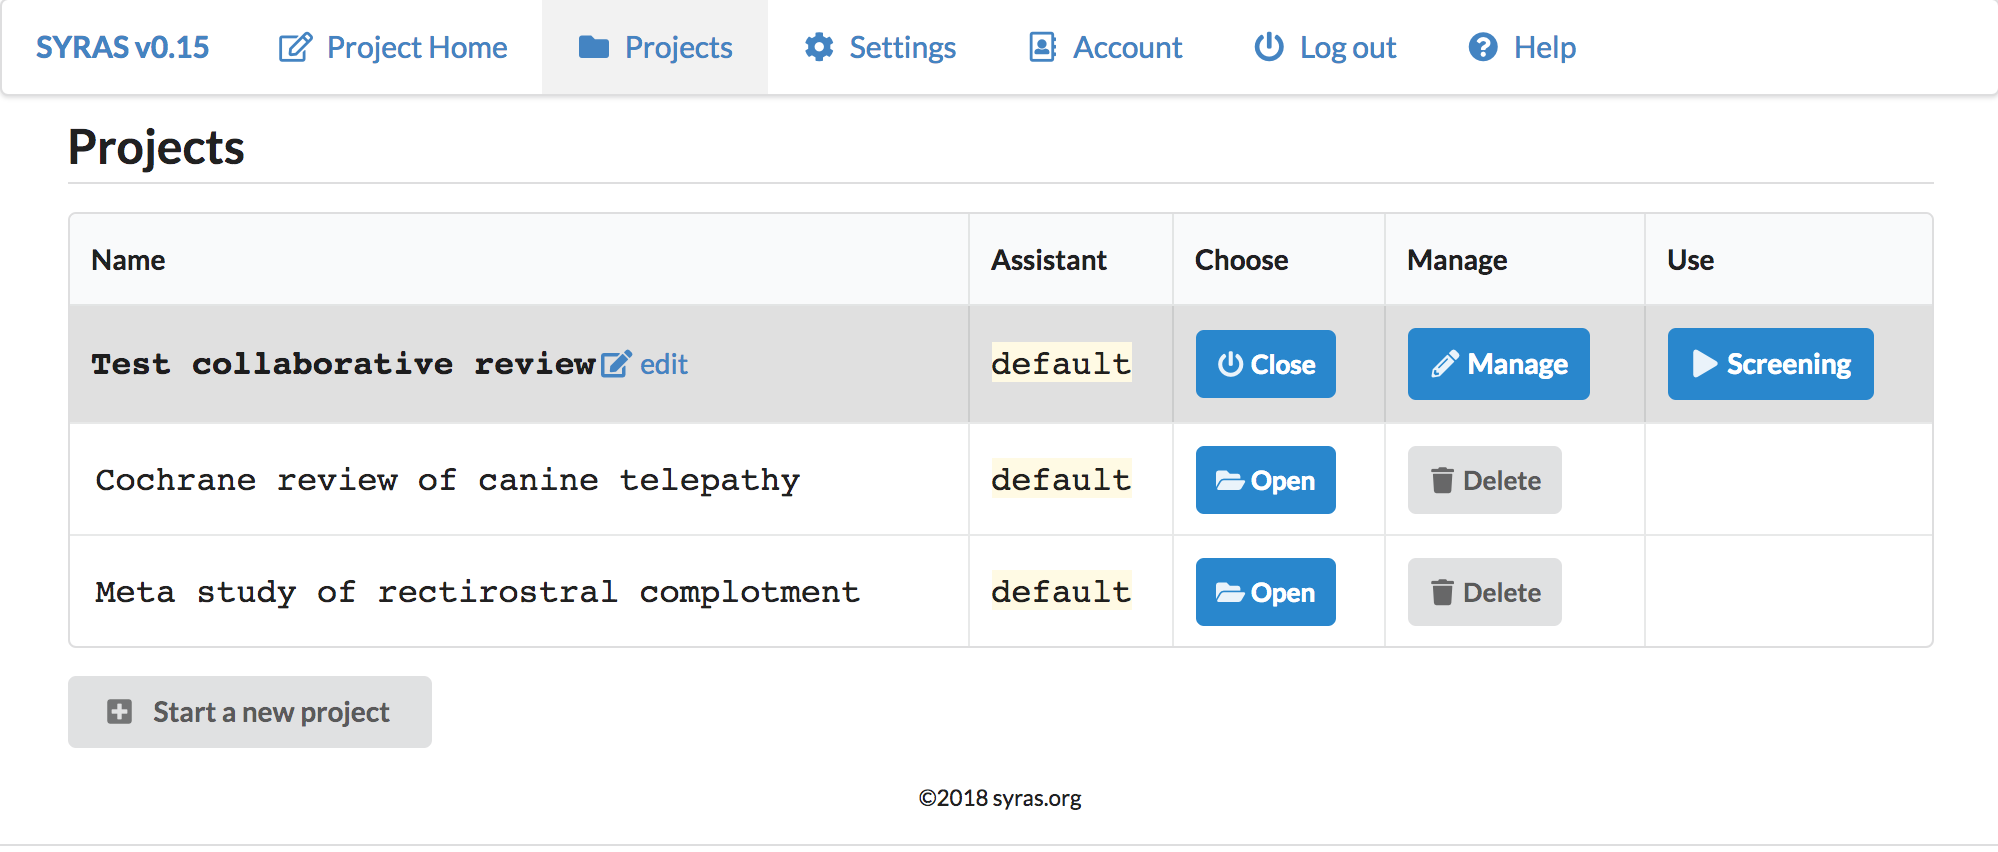 SYRAS v0.15 Project Home Projects Settings Account Log out Help
Projects
Name Assistant Choose Manage Use
Test collaborative review edit default Close Manage Screening
Cochrane review of canine telepathy default Open Delete
Meta study of rectirostral complotment default Open Delete
Start a new project
©2018 syras.org